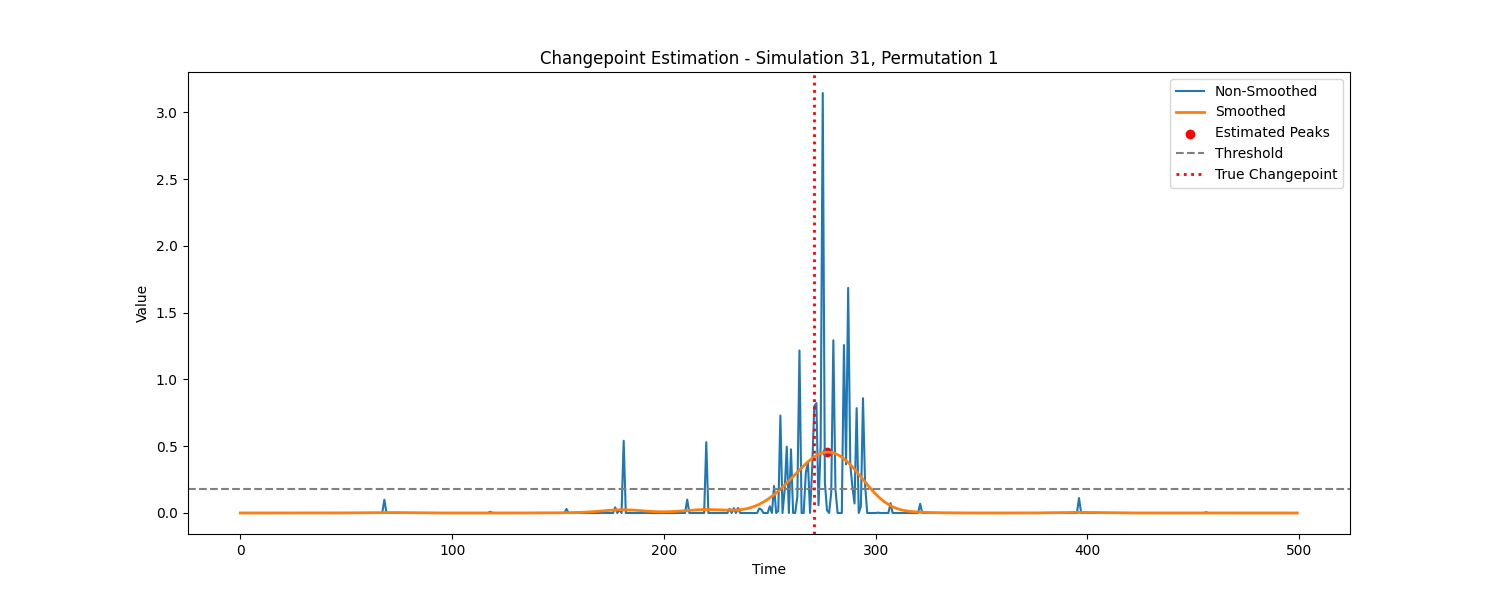 Changepoint Estimation - Simulation 31, Permutation 1
Non-Smoothed
Smoothed
Estimated Peaks
Threshold
True Changepoint
Value
3.0
2.5
2.0
1.5
1.0
0.5
0.0
0
100
200
300
400
500
Time